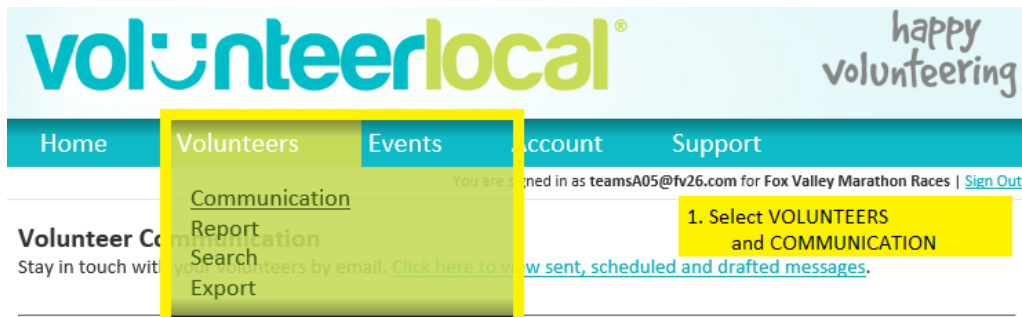 volunteerlocal®
happy
volunteering
Home Volunteers Events Account Support
You are signed in as teamsA05@fv26.com for Fox Valley Marathon Races | Sign Out
Communication
Report
Search
Export
1. Select VOLUNTEERS
and COMMUNICATION
Volunteer Communication
Stay in touch with your volunteers by email. Click here to view sent, scheduled and drafted messages.